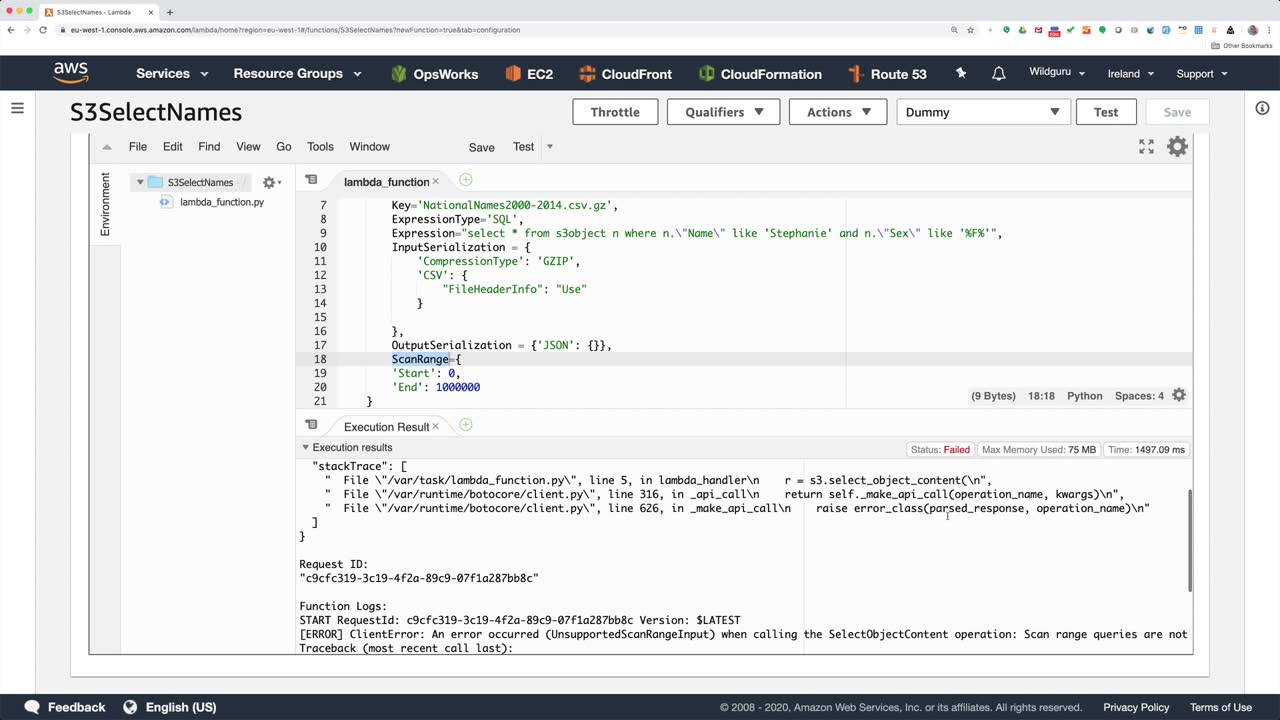 S3SelectNames - Lambda
eu-west-1.console.aws.amazon.com/lambda/home?region=eu-west-1#/functions/S3SelectNames?newFunction=true&tab=configuration
Other Bookmarks
aws
Services
Resource Groups
OpsWorks
EC2
CloudFront
CloudFormation
Route 53
Wildguru
Ireland
Support
S3SelectNames
Throttle
Qualifiers
Actions
Dummy
Test
Save
File Edit Find View Go Tools Window Save Test
Environment
S3SelectNames
lambda_function.py
lambda_function
7 Key='NationalNames2000-2014.csv.gz',
8 ExpressionType='SQL',
9 Expression="select * from s3object n where n.\"Name\" like 'Stephanie' and n.\"Sex\" like '%F%'",
10 InputSerialization = {
11 'CompressionType': 'GZIP',
12 'CSV': {
13 "FileHeaderInfo": "Use"
14 }
15
16 },
17 OutputSerialization = {'JSON': {}},
18 ScanRange={
19 'Start': 0,
20 'End': 1000000
21 }
(9 Bytes) 18:18 Python Spaces: 4
Execution Result
Execution results
Status: Failed
Max Memory Used: 75 MB
Time: 1497.09 ms
"stackTrace": [
"  File \"/var/task/lambda_function.py\", line 5, in lambda_handler\n    r = s3.select_object_content(\n",
"  File \"/var/runtime/botocore/client.py\", line 316, in _api_call\n    return self._make_api_call(operation_name, kwargs)\n",
"  File \"/var/runtime/botocore/client.py\", line 626, in _make_api_call\n    raise error_class(parsed_response, operation_name)\n"
]
}
Request ID:
"c9cfc319-3c19-4f2a-89c9-07f1a287bb8c"
Function Logs:
START RequestId: c9cfc319-3c19-4f2a-89c9-07f1a287bb8c Version: $LATEST
[ERROR] ClientError: An error occurred (UnsupportedScanRangeInput) when calling the SelectObjectContent operation: Scan range queries are not
Traceback (most recent call last):
Feedback
English (US)
© 2008 - 2020, Amazon Web Services, Inc. or its affiliates. All rights reserved.
Privacy Policy
Terms of Use